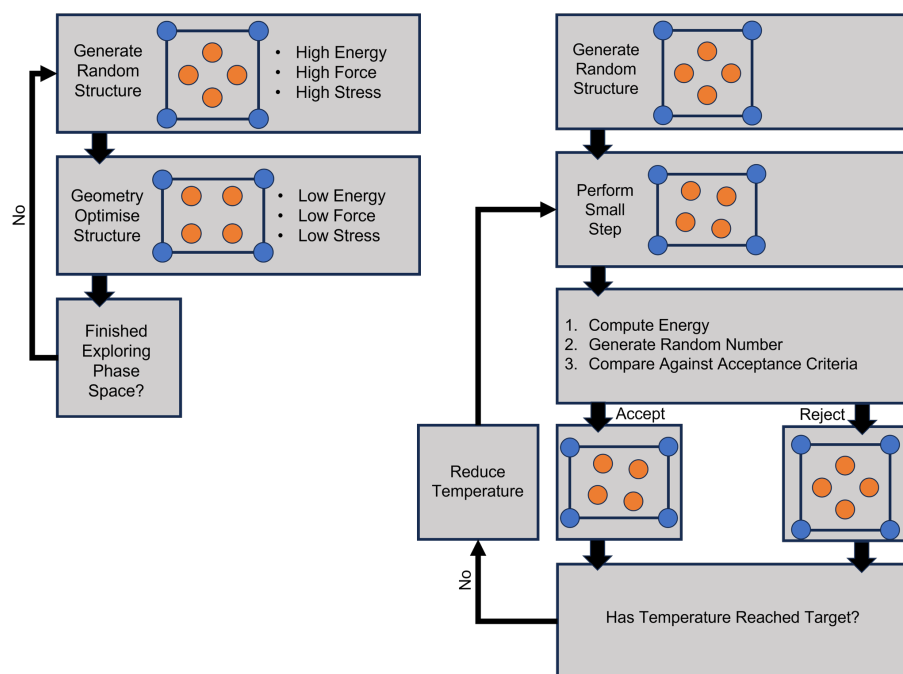 Generate
Random
Structure
• High Energy
• High Force
• High Stress
No
Geometry
Optimise
Structure
• Low Energy
• Low Force
• Low Stress
Finished
Exploring
Phase
Space?
Generate
Random
Structure
Perform
Small
Step
1. Compute Energy
2. Generate Random Number
3. Compare Against Acceptance Criteria
Accept
Reject
Reduce
Temperature
No
Has Temperature Reached Target?